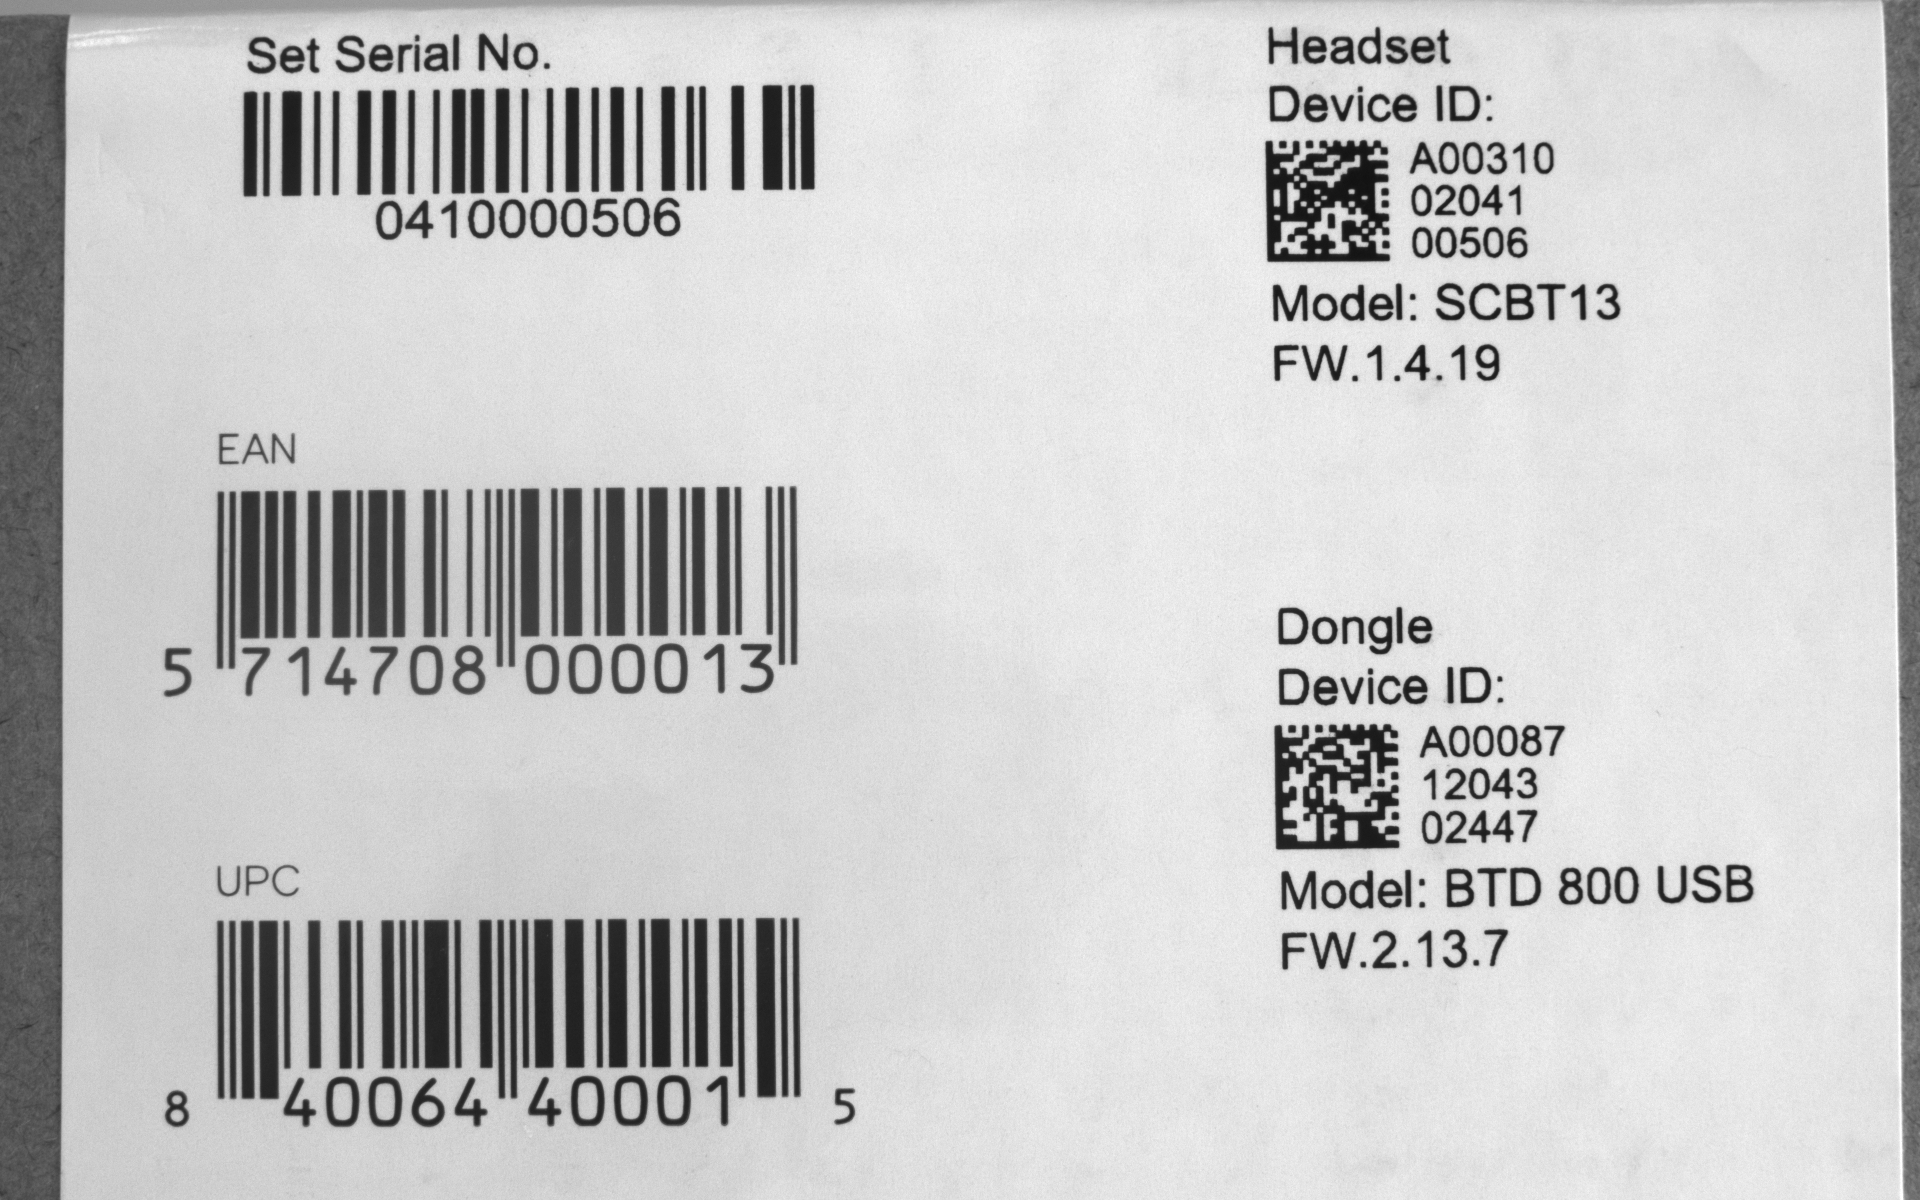 Set Serial No.
0410000506
EAN
5 714708 000013
UPC
8 40064 40001 5
Headset
Device ID:
A00310
02041
00506
Model: SCBT13
FW.1.4.19
Dongle
Device ID:
A00087
12043
02447
Model: BTD 800 USB
FW.2.13.7